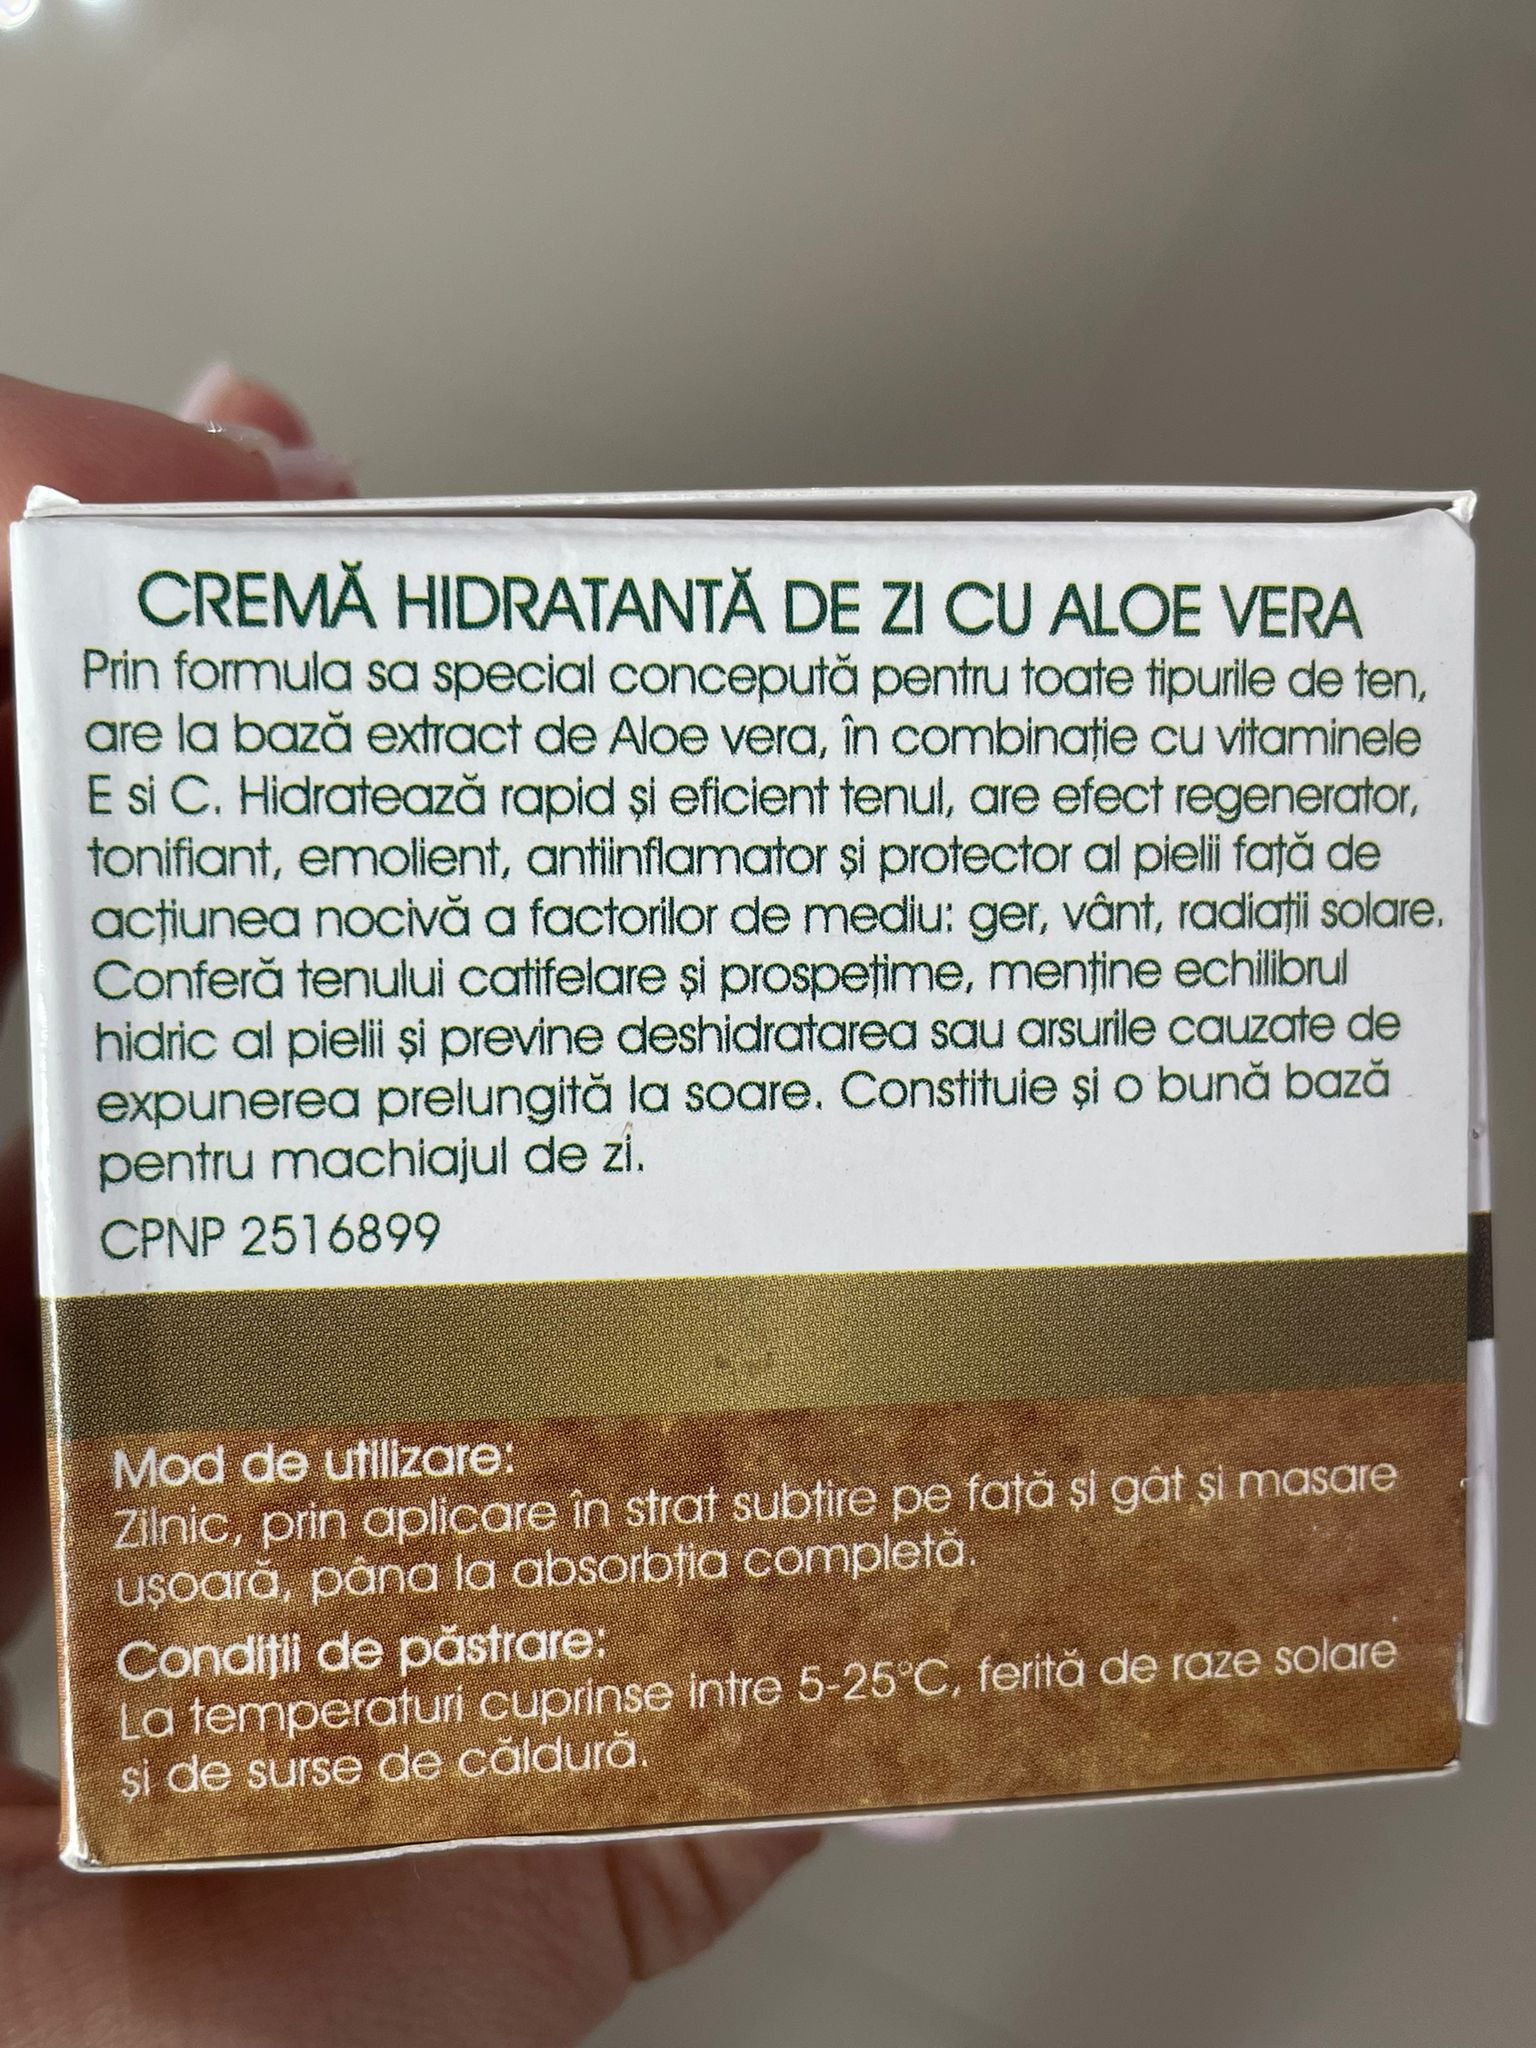 CREMĂ HIDRATANTĂ DE ZI CU ALOE VERA
Prin formula sa special concepută pentru toate tipurile de ten,
are la bază extract de Aloe vera, în combinație cu vitaminele
E si C. Hidratează rapid și eficient tenul, are efect regenerator,
tonifiant, emolient, antiinflamator și protector al pielii față de
acțiunea nocivă a factorilor de mediu: ger, vânt, radiații solare.
Conferă tenului catifelare și prospețime, menține echilibrul
hidric al pielii și previne deshidratarea sau arsurile cauzate de
expunerea prelungită la soare. Constituie și o bună bază
pentru machiajul de zi.
CPNP 2516899
Mod de utilizare:
Zilnic, prin aplicare în strat subțire pe față și gât și masare
ușoară, pâna la absorbția completă.
Condiții de păstrare:
La temperaturi cuprinse intre 5-25°C, ferită de raze solare
și de surse de căldură.